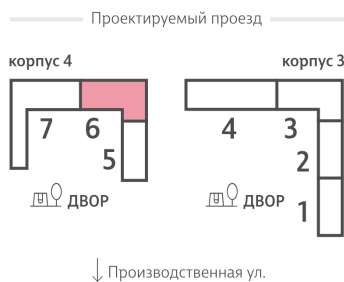 Проектируемый проезд
корпус 4
корпус 3
7
6
5
4
3
2
1
ДВОР
ДВОР
Производственная ул.